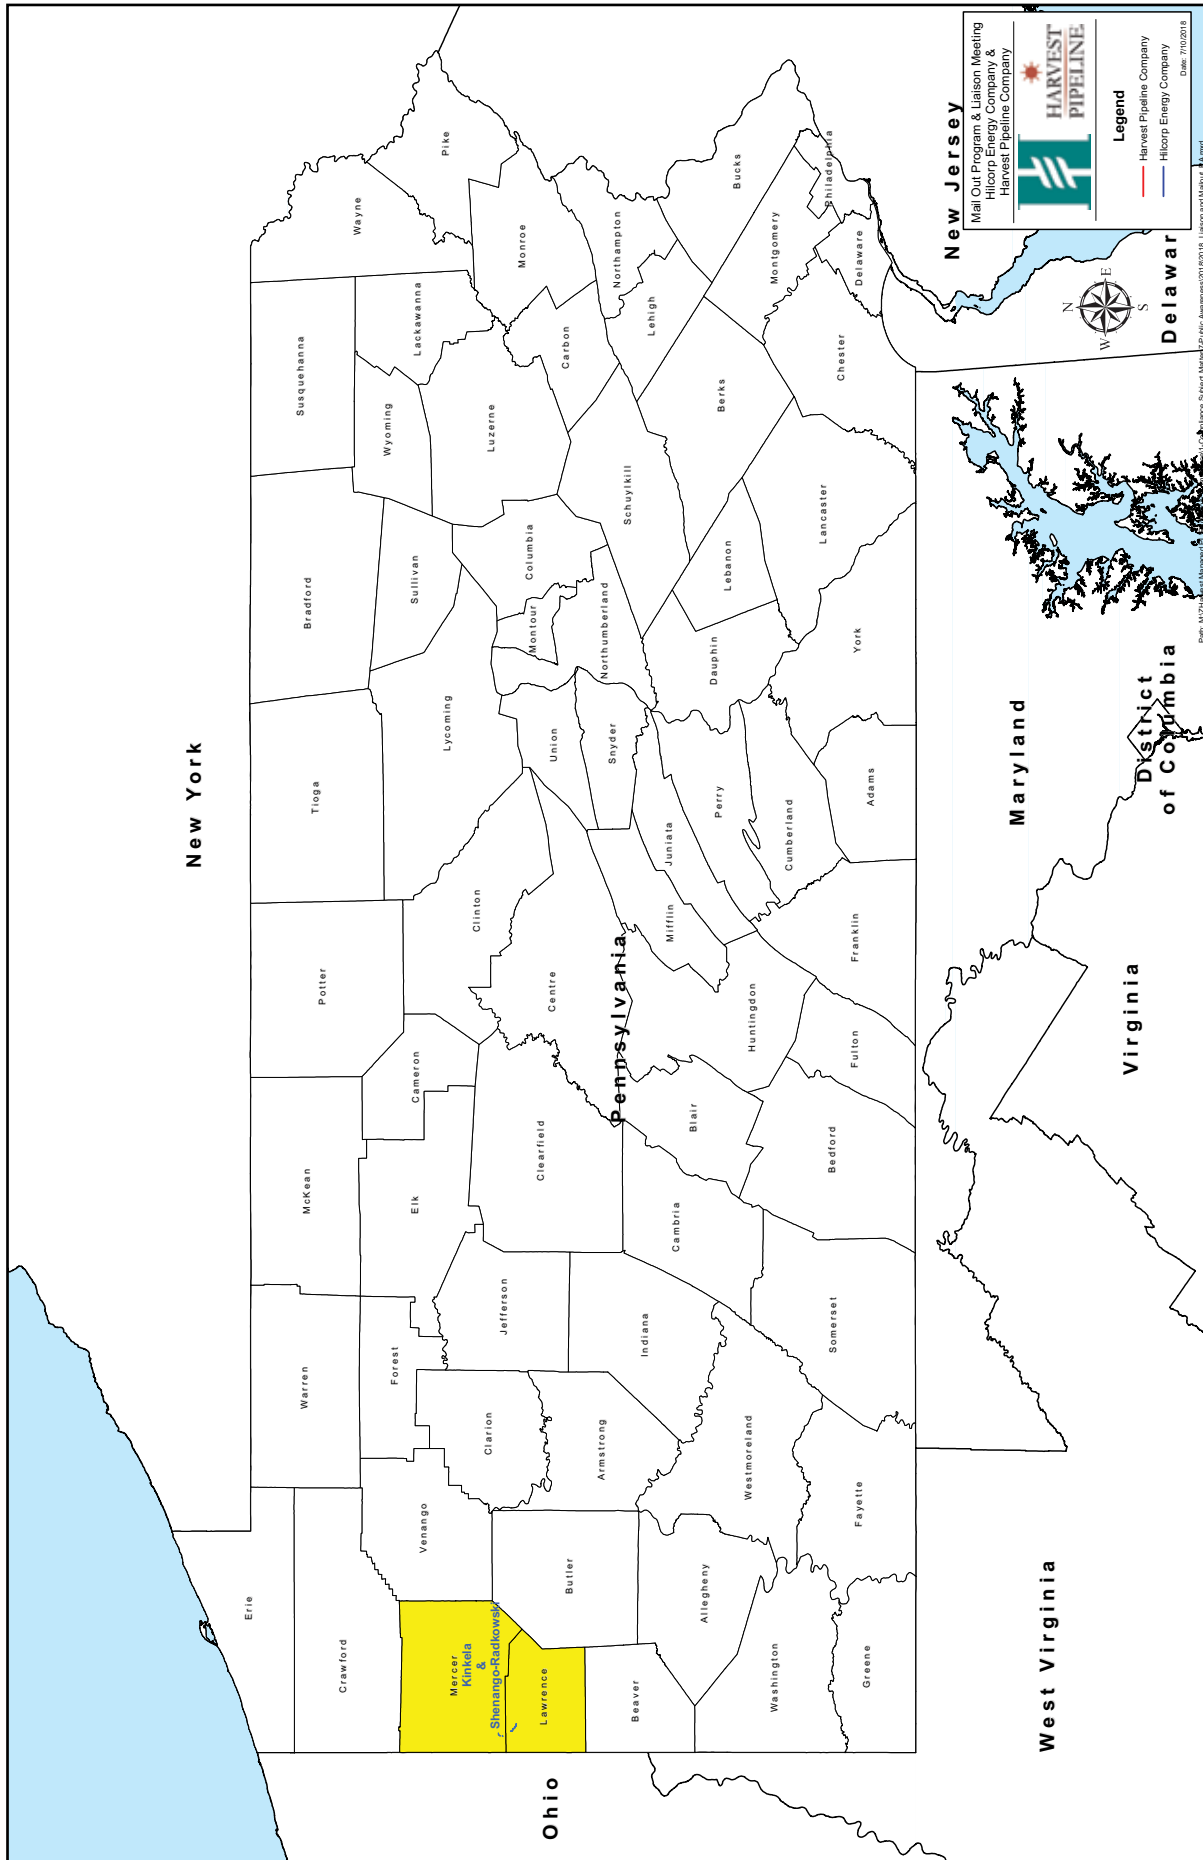 New York
Erie
Crawford
Warren
McKean
Potter
Tioga
Bradford
Susquehanna
Wayne
Pike
Mercer
Kinkela
&
Shenango-Radkowski
Venango
Forest
Elk
Cameron
Clinton
Lycoming
Sullivan
Wyoming
Lackawanna
Monroe
Luzerne
Columbia
Montour
Carbon
Northampton
Lehigh
Lawrence
Butler
Clarion
Jefferson
Clearfield
Centre
Union
Snyder
Northumberland
Schuylkill
Beaver
Armstrong
Indiana
Pennsylvania
Cambria
Blair
Huntingdon
Mifflin
Juniata
Perry
Dauphin
Lebanon
Berks
Bucks
Montgomery
Philadelphia
Delaware
Chester
Lancaster
York
Adams
Cumberland
Franklin
Fulton
Bedford
Somerset
Westmoreland
Allegheny
Washington
Greene
Fayette
Ohio
West Virginia
Virginia
Maryland
District
of Columbia
Delawar
New Jersey
N
W
E
S
Mail Out Program & Liaison Meeting
Hilcorp Energy Company &
Harvest Pipeline Company
HARVEST
PIPELINE
Legend
Harvest Pipeline Company
Hilcorp Energy Company
Date: 7/10/2018